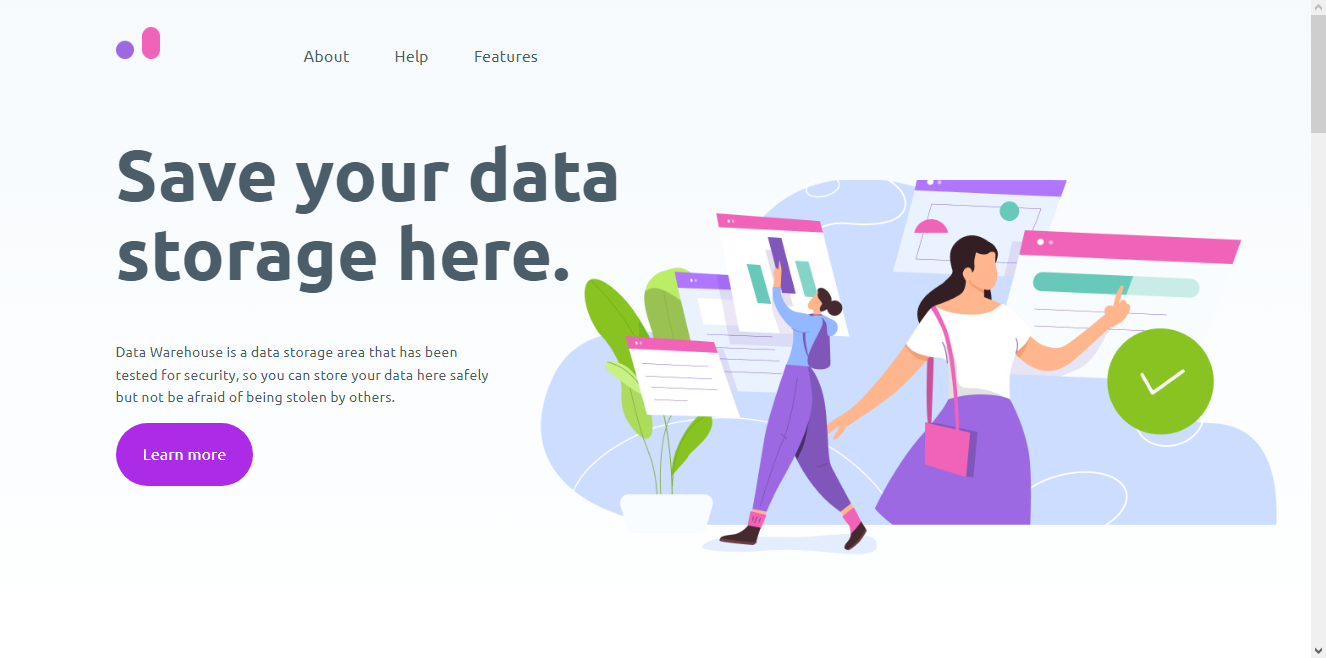 About Help Features
Save your data
storage here.
Data Warehouse is a data storage area that has been
tested for security, so you can store your data here safely
but not be afraid of being stolen by others.
Learn more